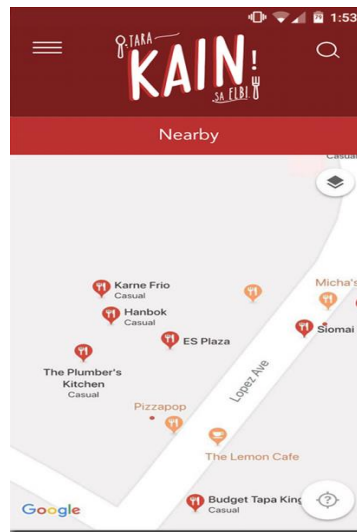 79 1:53
TARA
KAIN!
SA ELBI
Nearby
Casual
Micha's
Karne Frio
Casual
Hanbok
Casual
Siomai
ES Plaza
The Plumber's
Kitchen
Casual
Lopez Ave
Pizzapop
The Lemon Cafe
Budget Tapa King
Casual
Google